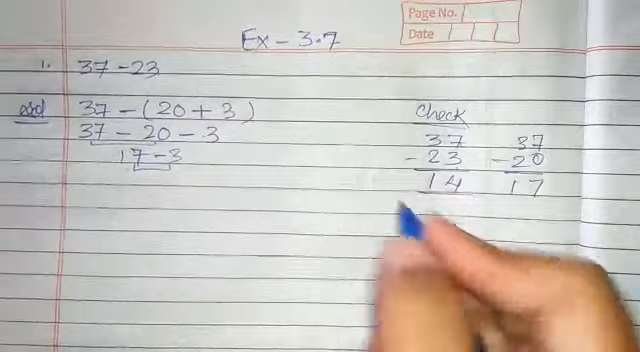 Page No.
Date
Ex - 3.7
1. 37 - 23
sol 37 - (20 + 3)
37 - 20 - 3
17 - 3
Check
37
- 23
14
37
- 20
17